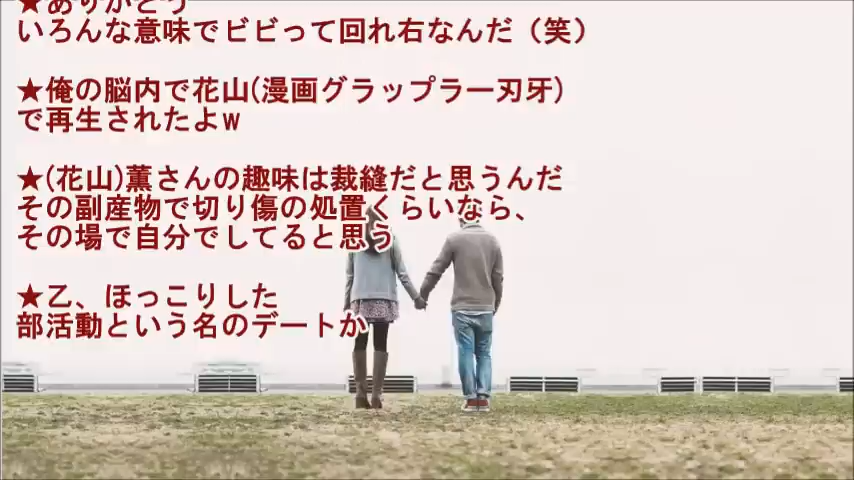 ★ありがとう
いろんな意味でビビって回れ右なんだ（笑）
★俺の脳内で花山(漫画グラップラー刃牙)
で再生されたよw
★(花山)薫さんの趣味は裁縫だと思うんだ
その副産物で切り傷の処置くらいなら、
その場で自分でしてると思う
★乙、ほっこりした
部活動という名のデートか